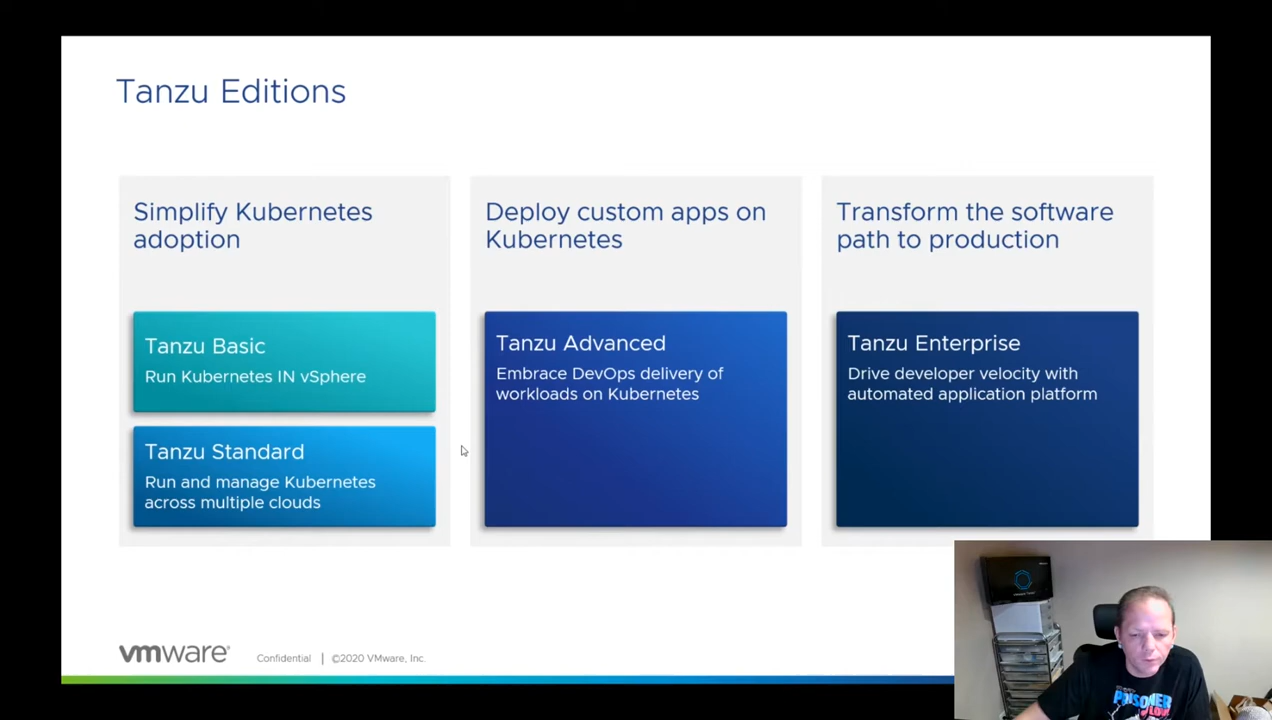 Tanzu Editions
Simplify Kubernetes
adoption
Tanzu Basic
Run Kubernetes IN vSphere
Tanzu Standard
Run and manage Kubernetes
across multiple clouds
Deploy custom apps on
Kubernetes
Tanzu Advanced
Embrace DevOps delivery of
workloads on Kubernetes
Transform the software
path to production
Tanzu Enterprise
Drive developer velocity with
automated application platform
vmware®
Confidential | ©2020 VMware, Inc.
PRISONER